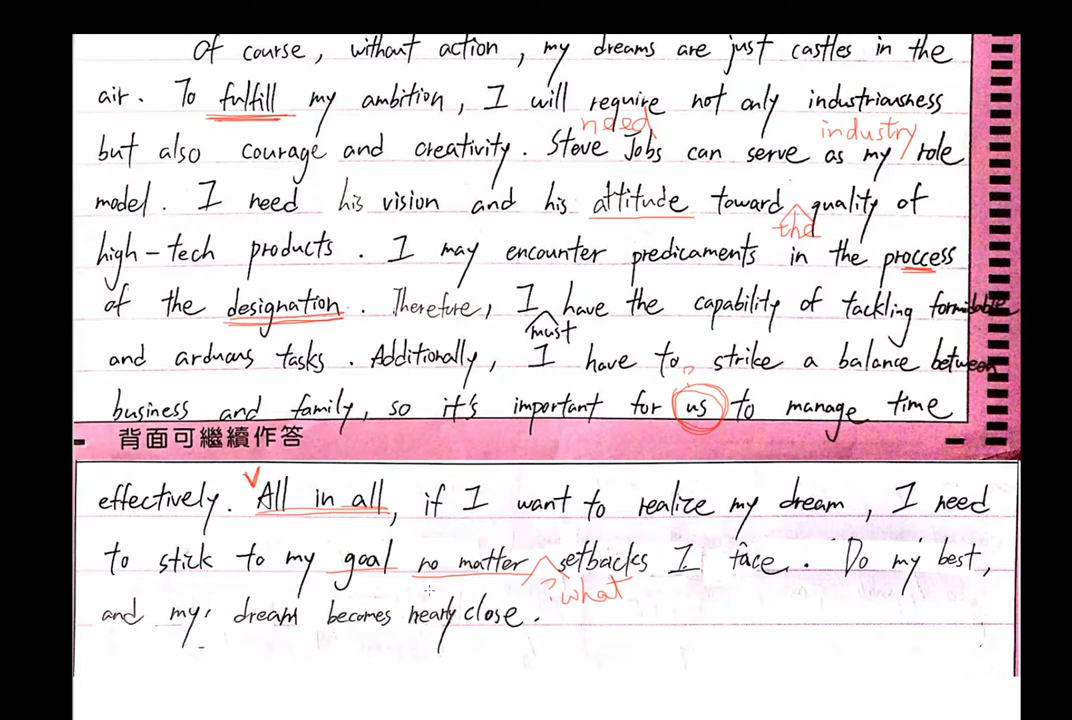 Of course, without action, my dreams are just castles in the
air. To fulfill my ambition, I will require not only industriousness
need
industry
but also courage and creativity. Steve Jobs can serve as my role
model. I need his vision and his attitude toward quality of
the
high-tech products. I may encounter predicaments in the proccess
of the designation. Therefore, I have the capability of tackling formidable
must
and arduous tasks. Additionally, I have to strike a balance between
business and family, so it's important for us to manage time
背面可繼續作答
effectively. All in all, if I want to realize my dream, I need
to stick to my goal no matter setbacks I face. Do my best,
?what
and my dream becomes nearly close.